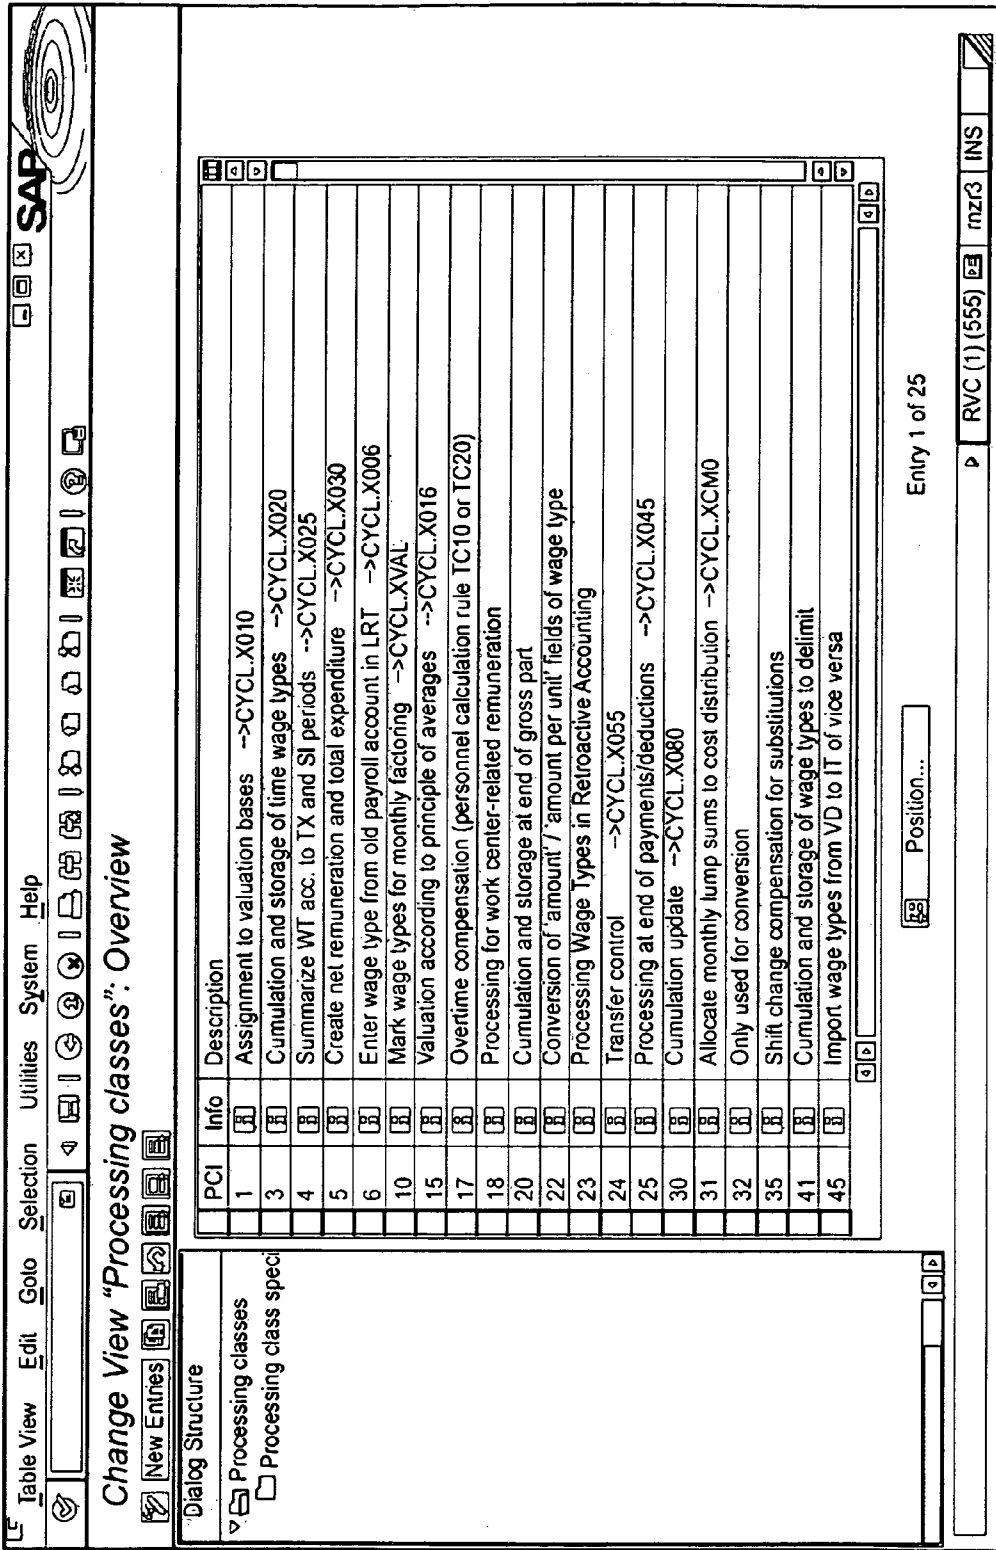 Table View Edit Goto Selection Utilities System Help
SAP
Change View "Processing classes": Overview
New Entries
Dialog Structure
Processing classes
Processing class speci
PCI Info Description
1 Assignment to valuation bases -->CYCL.X010
3 Cumulation and storage of time wage types -->CYCL.X020
4 Summarize WT acc. to TX and SI periods -->CYCL.X025
5 Create net remuneration and total expenditure -->CYCL.X030
6 Enter wage type from old payroll account in LRT -->CYCL.X006
10 Mark wage types for monthly factoring -->CYCL.XVAL
15 Valuation according to principle of averages -->CYCL.X016
17 Overtime compensation (personnel calculation rule TC10 or TC20)
18 Processing for work center-related remuneration
20 Cumulation and storage at end of gross part
22 Conversion of 'amount' / 'amount per unit' fields of wage type
23 Processing Wage Types in Retroactive Accounting
24 Transfer control -->CYCL.X055
25 Processing at end of payments/deductions -->CYCL.X045
30 Cumulation update -->CYCL.X080
31 Allocate monthly lump sums to cost distribution -->CYCL.XCM0
32 Only used for conversion
35 Shift change compensation for substitutions
41 Cumulation and storage of wage types to delimit
45 Import wage types from VD to IT of vice versa
Position... Entry 1 of 25
RVC (1) (555) rnzr3 INS